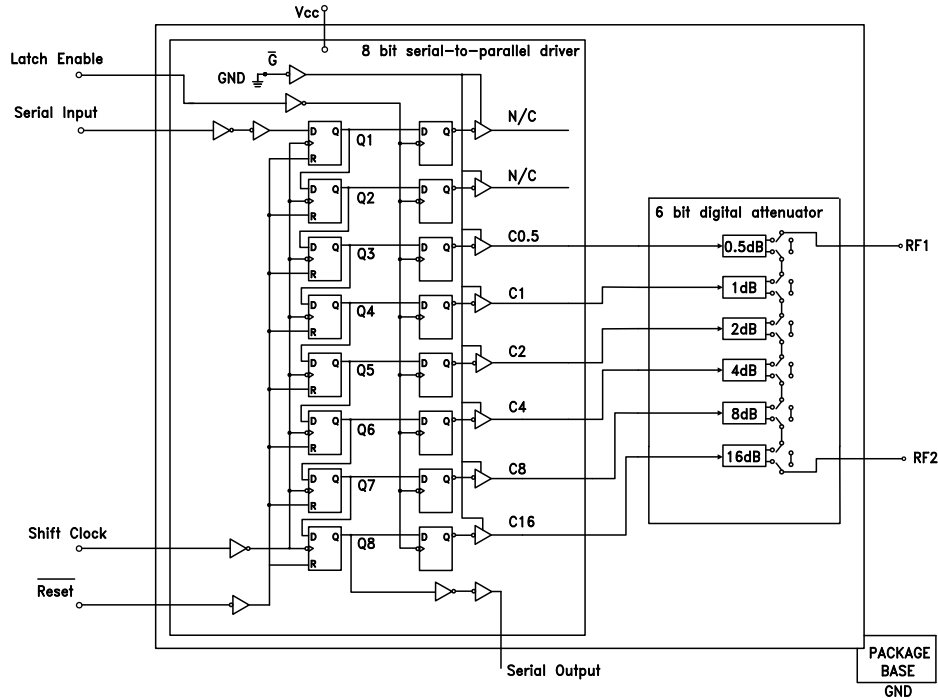 Vcc
8 bit serial-to-parallel driver
Latch Enable
G
GND
Serial Input
D Q
R
Q1
D Q
N/C
D Q
R
Q2
D Q
N/C
6 bit digital attenuator
D Q
R
Q3
D Q
C0.5
0.5dB
RF1
D Q
R
Q4
D Q
C1
1dB
D Q
R
Q5
D Q
C2
2dB
D Q
R
Q6
D Q
C4
4dB
D Q
R
Q7
D Q
C8
8dB
D Q
R
Q8
D Q
C16
16dB
RF2
Shift Clock
Reset
Serial Output
PACKAGE
BASE
GND